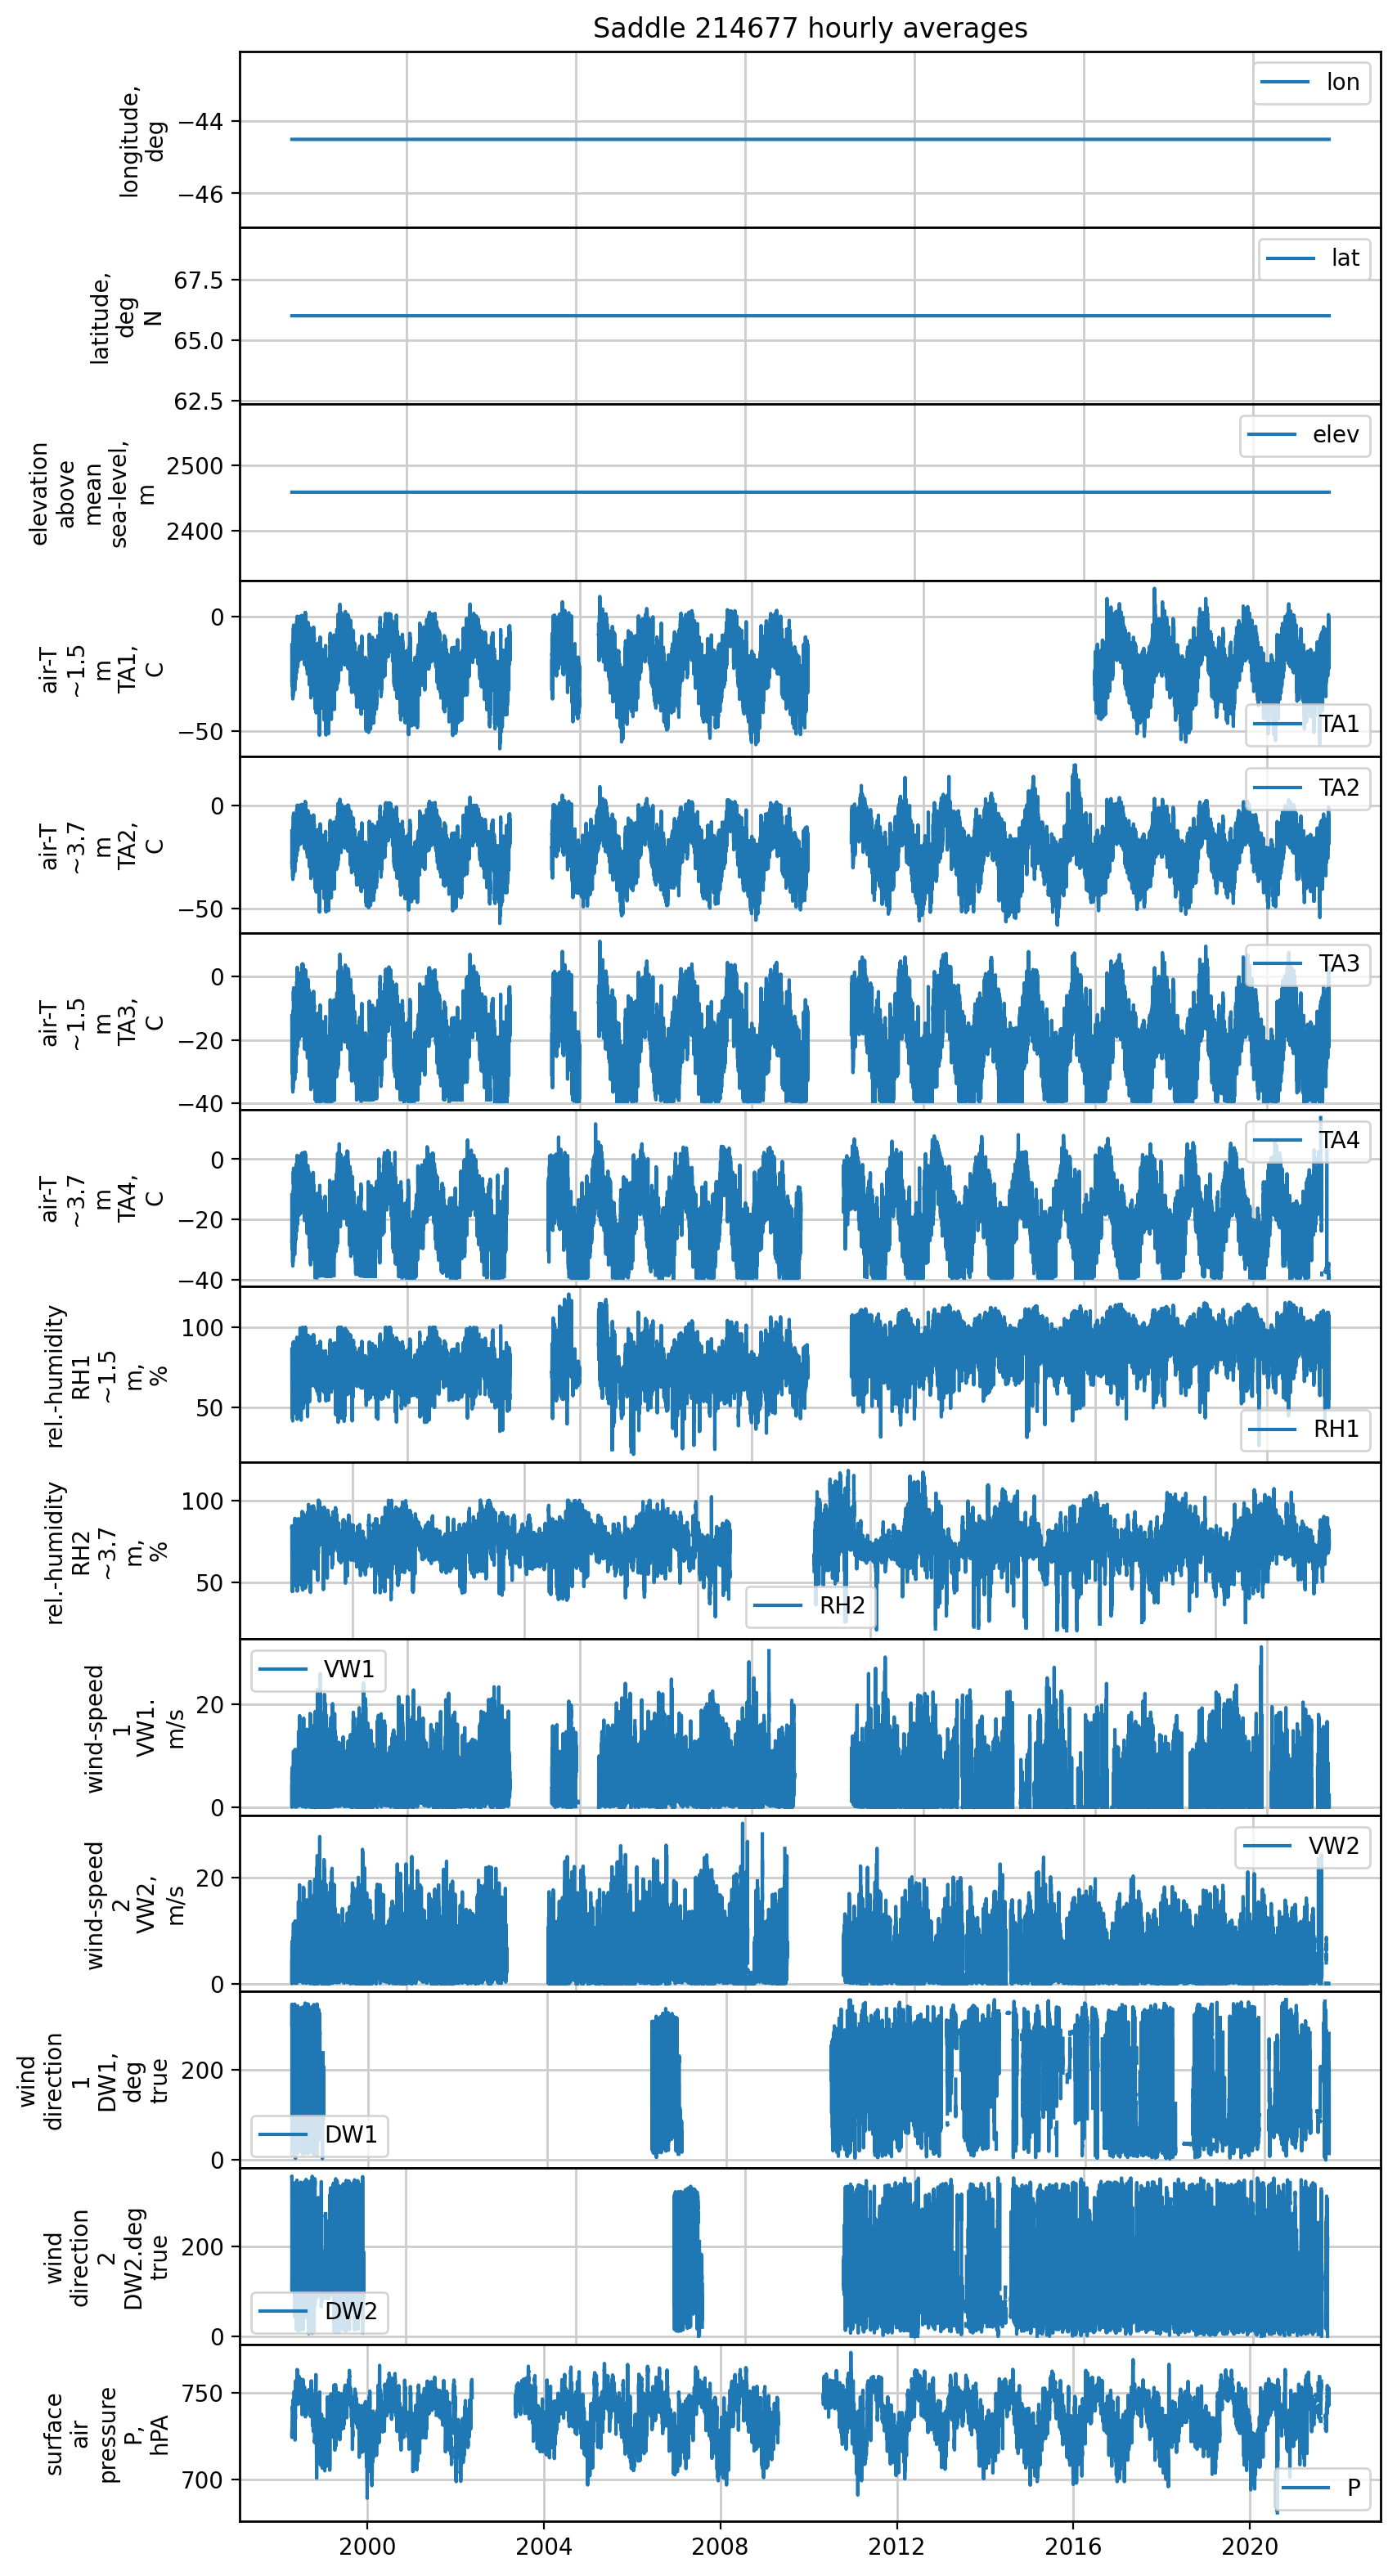 Saddle 214677 hourly averages
longitude,
deg
−44
−46
lon
latitude,
deg
N
67.5
65.0
62.5
lat
elevation
above
mean
sea-level,
m
2500
2400
elev
air-T
~1.5
m
TA1,
C
0
−50
TA1
air-T
~3.7
m
TA2,
C
0
−50
TA2
air-T
~1.5
m
TA3,
C
0
−20
−40
TA3
air-T
~3.7
m
TA4,
C
0
−20
−40
TA4
rel.-humidity
RH1
~1.5
m,
%
100
50
RH1
rel.-humidity
RH2
~3.7
m,
%
100
50
RH2
wind-speed
1
VW1.
m/s
20
0
VW1
wind-speed
2
VW2,
m/s
20
0
VW2
wind
direction
1
DW1,
deg
true
200
0
DW1
wind
direction
2
DW2.deg
true
200
0
DW2
surface
air
pressure
P,
hPA
750
700
P
2000 2004 2008 2012 2016 2020